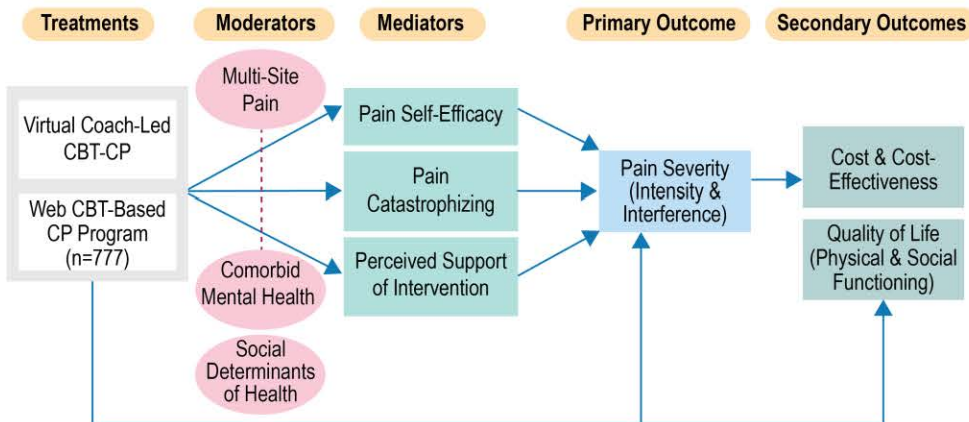 Treatments
Moderators
Mediators
Primary Outcome
Secondary Outcomes
Virtual Coach-Led
CBT-CP
Web CBT-Based
CP Program
(n=777)
Multi-Site
Pain
Comorbid
Mental Health
Social
Determinants
of Health
Pain Self-Efficacy
Pain
Catastrophizing
Perceived Support
of Intervention
Pain Severity
(Intensity &
Interference)
Cost & Cost-
Effectiveness
Quality of Life
(Physical & Social
Functioning)